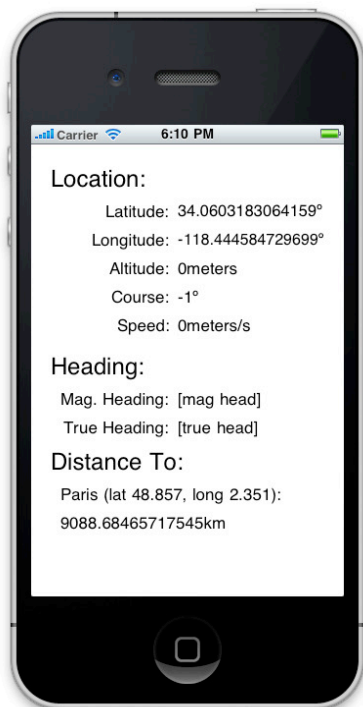 Carrier 6:10 PM
Location:
Latitude: 34.0603183064159°
Longitude: -118.444584729699°
Altitude: 0meters
Course: -1°
Speed: 0meters/s
Heading:
Mag. Heading: [mag head]
True Heading: [true head]
Distance To:
Paris (lat 48.857, long 2.351):
9088.68465717545km